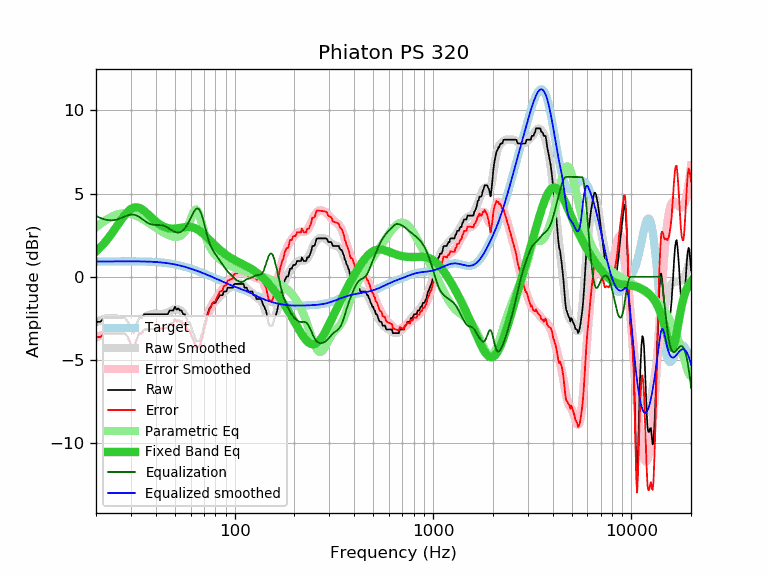 Phiaton PS 320
10
5
0
−5
−10
Amplitude (dBr)
Target
Raw Smoothed
Error Smoothed
Raw
Error
Parametric Eq
Fixed Band Eq
Equalization
Equalized smoothed
100
1000
10000
Frequency (Hz)